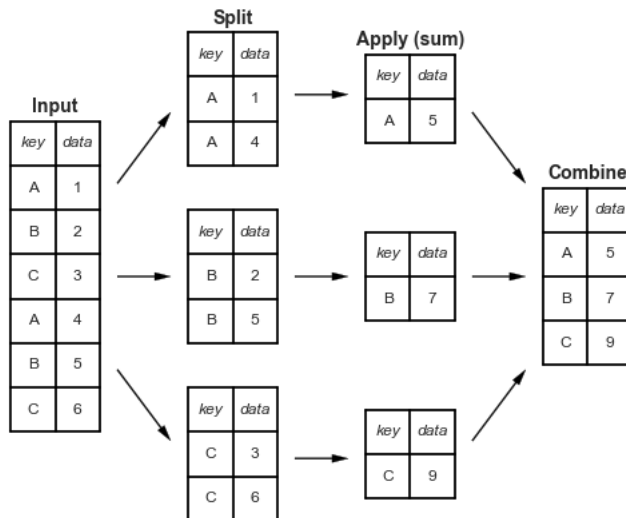 Input
key data
A 1
B 2
C 3
A 4
B 5
C 6
Split
key data
A 1
A 4
key data
B 2
B 5
key data
C 3
C 6
Apply (sum)
key data
A 5
key data
B 7
key data
C 9
Combine
key data
A 5
B 7
C 9